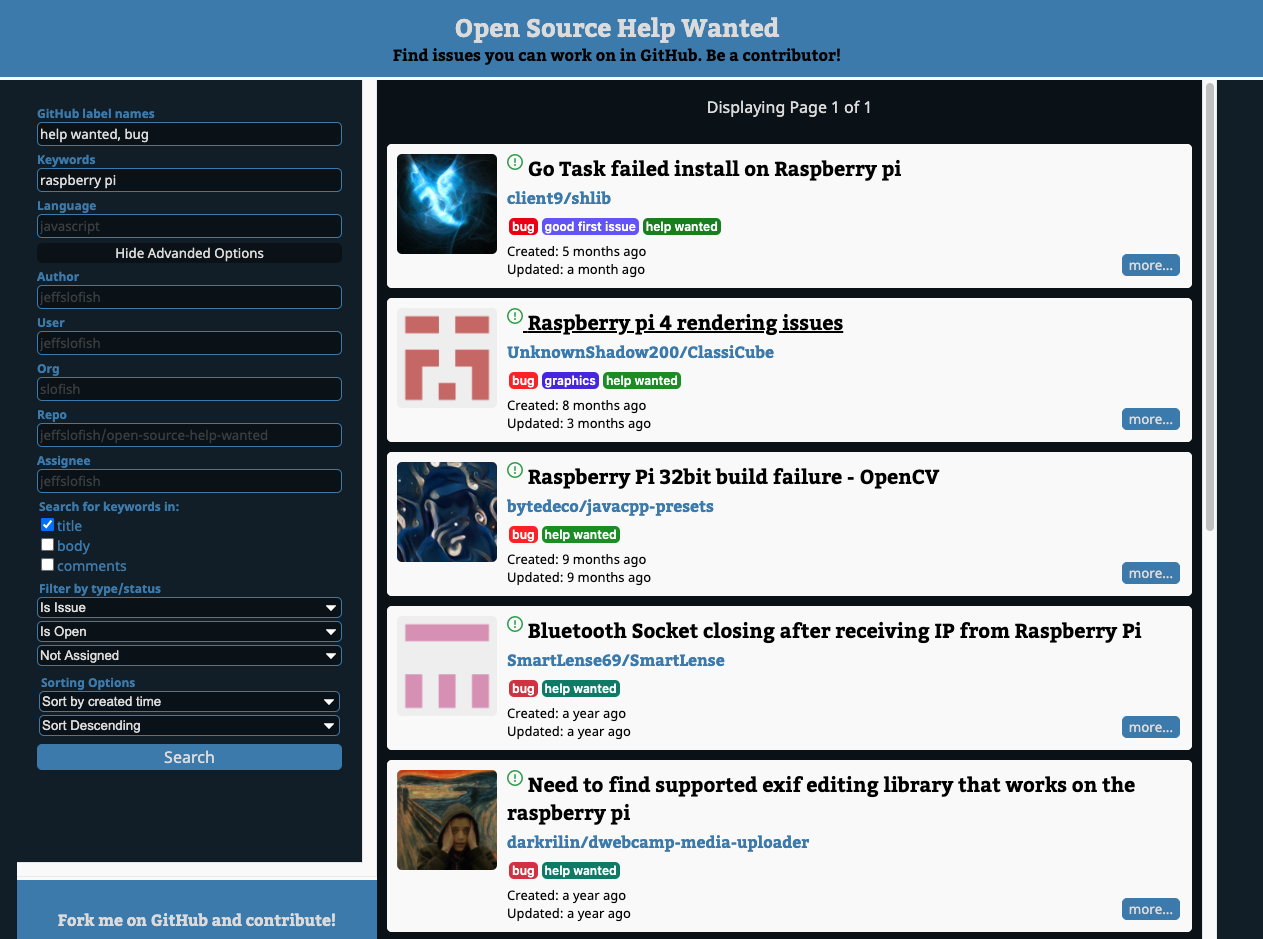 Open Source Help Wanted
Find issues you can work on in GitHub. Be a contributor!
GitHub label names
help wanted, bug
Keywords
raspberry pi
Language
javascript
Hide Advanded Options
Author
jeffslofish
User
jeffslofish
Org
slofish
Repo
jeffslofish/open-source-help-wanted
Assignee
jeffslofish
Search for keywords in:
title
body
comments
Filter by type/status
Is Issue
Is Open
Not Assigned
Sorting Options
Sort by created time
Sort Descending
Search
Fork me on GitHub and contribute!
Displaying Page 1 of 1
Go Task failed install on Raspberry pi
client9/shlib
bug good first issue help wanted
Created: 5 months ago
Updated: a month ago
more...
Raspberry pi 4 rendering issues
UnknownShadow200/ClassiCube
bug graphics help wanted
Created: 8 months ago
Updated: 3 months ago
more...
Raspberry Pi 32bit build failure - OpenCV
bytedeco/javacpp-presets
bug help wanted
Created: 9 months ago
Updated: 9 months ago
more...
Bluetooth Socket closing after receiving IP from Raspberry Pi
SmartLense69/SmartLense
bug help wanted
Created: a year ago
Updated: a year ago
more...
Need to find supported exif editing library that works on the
raspberry pi
darkrilin/dwebcamp-media-uploader
bug help wanted
Created: a year ago
Updated: a year ago
more...